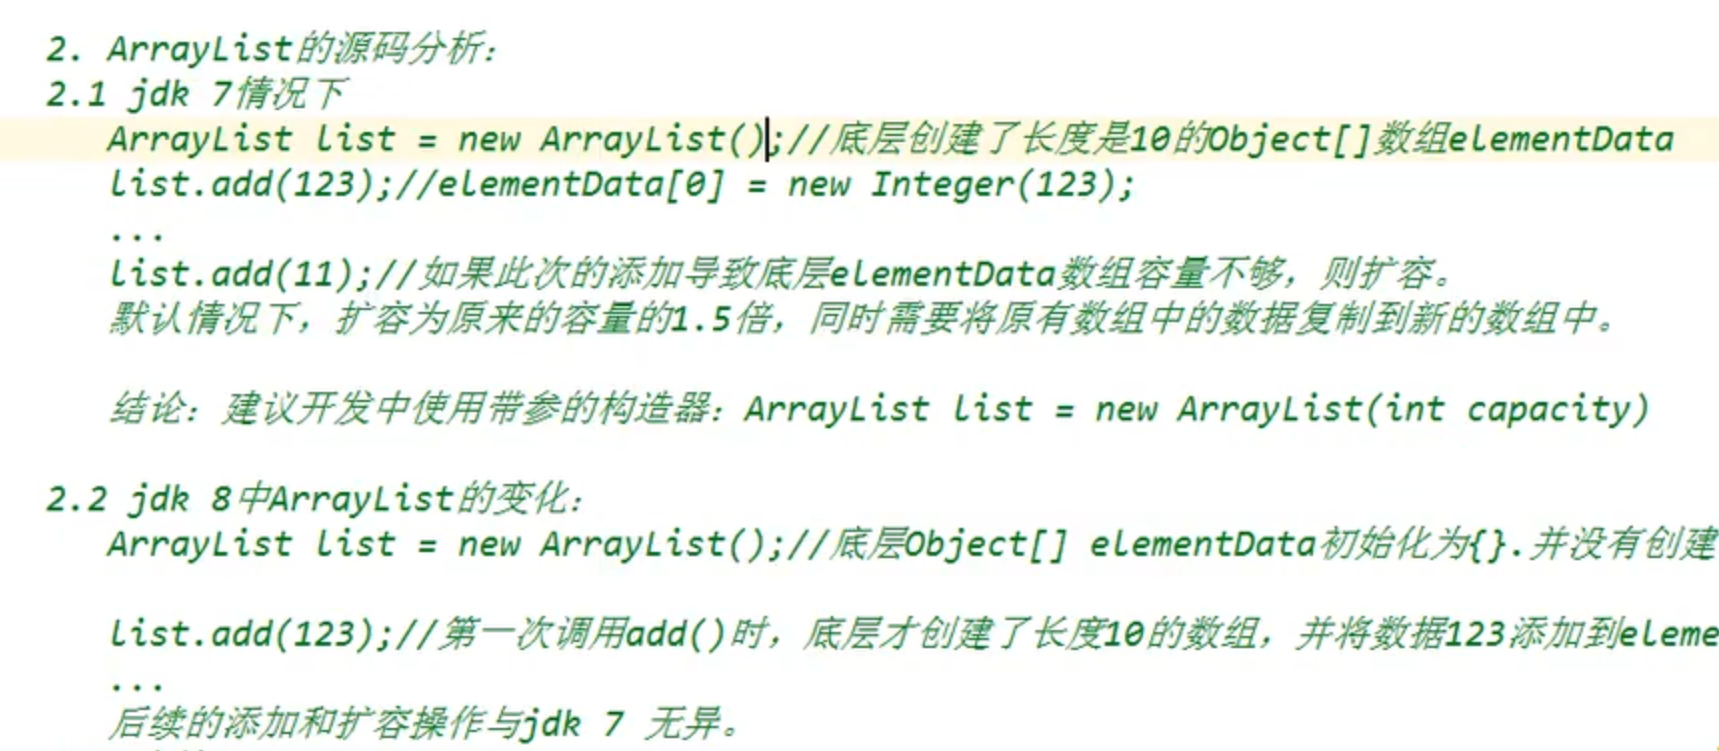 2. ArrayList的源码分析：
2.1 jdk 7情况下
ArrayList list = new ArrayList();//底层创建了长度是10的Object[]数组elementData
list.add(123);//elementData[0] = new Integer(123);
...
list.add(11);//如果此次的添加导致底层elementData数组容量不够，则扩容。
默认情况下，扩容为原来的容量的1.5倍，同时需要将原有数组中的数据复制到新的数组中。
结论：建议开发中使用带参的构造器：ArrayList list = new ArrayList(int capacity)
2.2 jdk 8中ArrayList的变化：
ArrayList list = new ArrayList();//底层Object[] elementData初始化为{}.并没有创建
list.add(123);//第一次调用add()时，底层才创建了长度10的数组，并将数据123添加到eleme
...
后续的添加和扩容操作与jdk 7 无异。